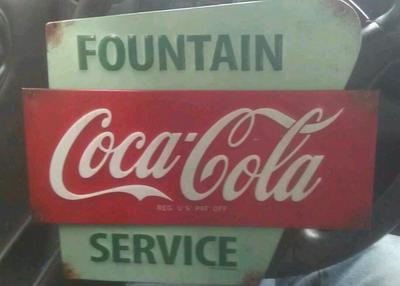 FOUNTAIN
Coca-Cola
REG. U.S. PAT. OFF.
SERVICE